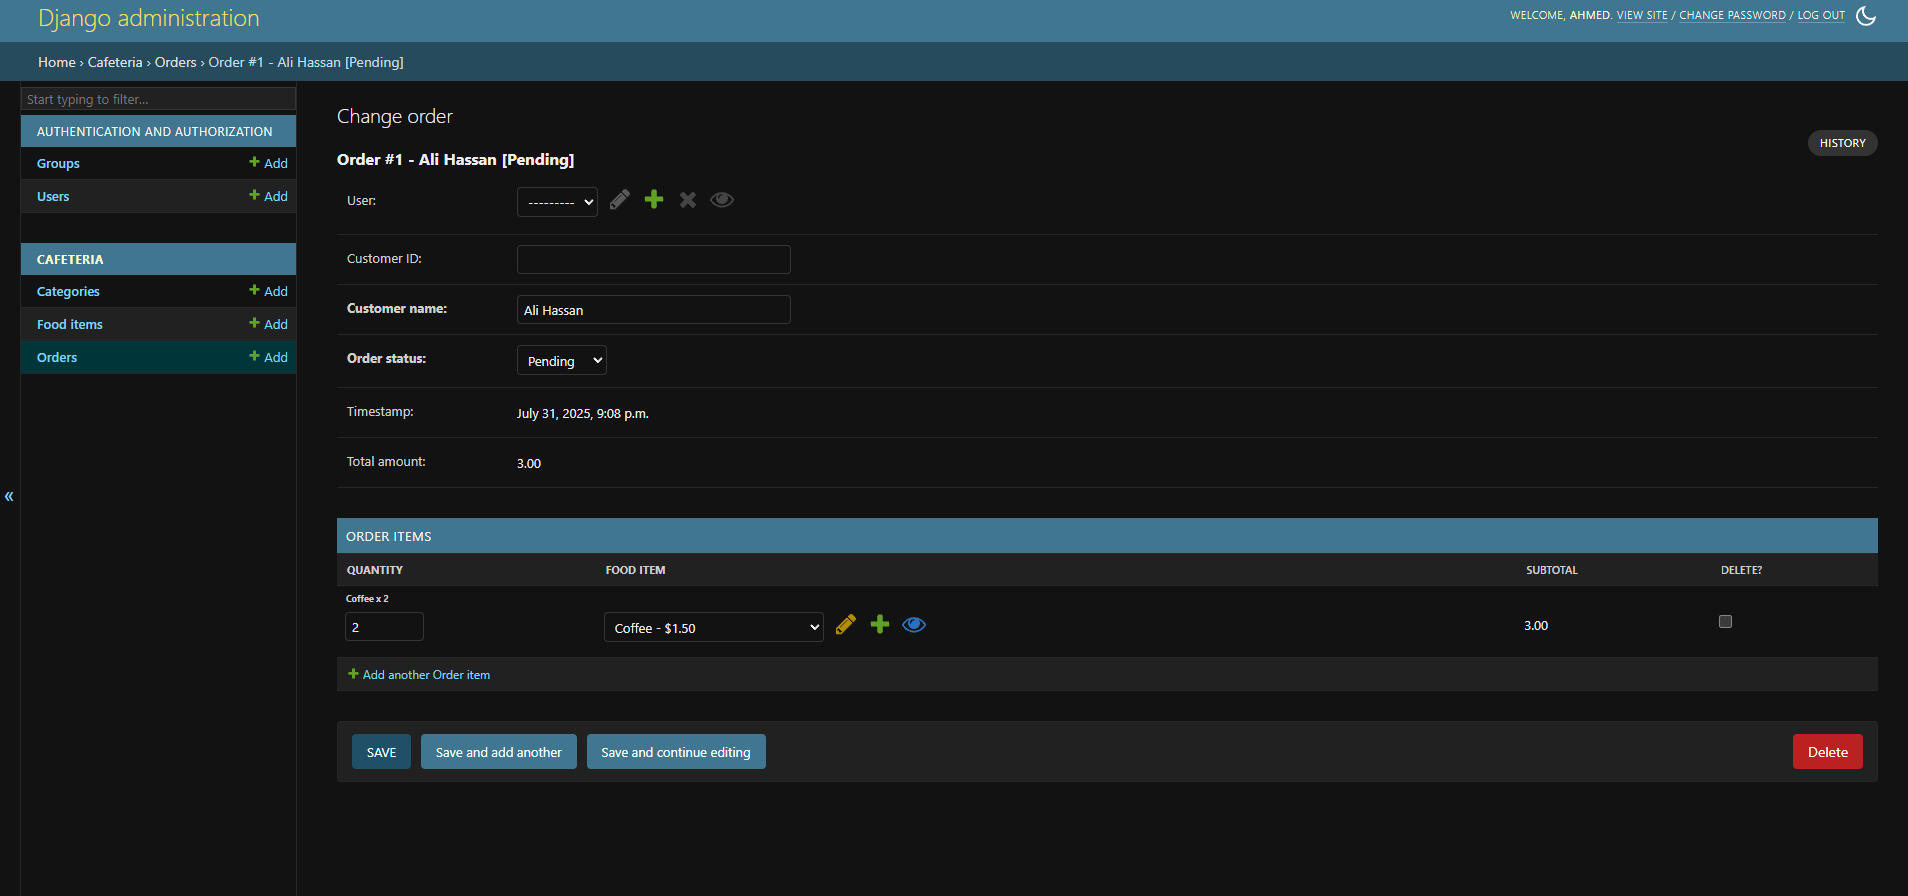 Django administration
WELCOME, AHMED. VIEW SITE / CHANGE PASSWORD / LOG OUT
Home › Cafeteria › Orders › Order #1 - Ali Hassan [Pending]
Start typing to filter...
AUTHENTICATION AND AUTHORIZATION
Groups + Add
Users + Add
CAFETERIA
Categories + Add
Food items + Add
Orders + Add
«
Change order
HISTORY
Order #1 - Ali Hassan [Pending]
User: ---------
Customer ID:
Customer name: Ali Hassan
Order status: Pending
Timestamp: July 31, 2025, 9:08 p.m.
Total amount: 3.00
ORDER ITEMS
QUANTITY FOOD ITEM SUBTOTAL DELETE?
Coffee x 2
2 Coffee - $1.50 3.00
+ Add another Order item
SAVE Save and add another Save and continue editing Delete